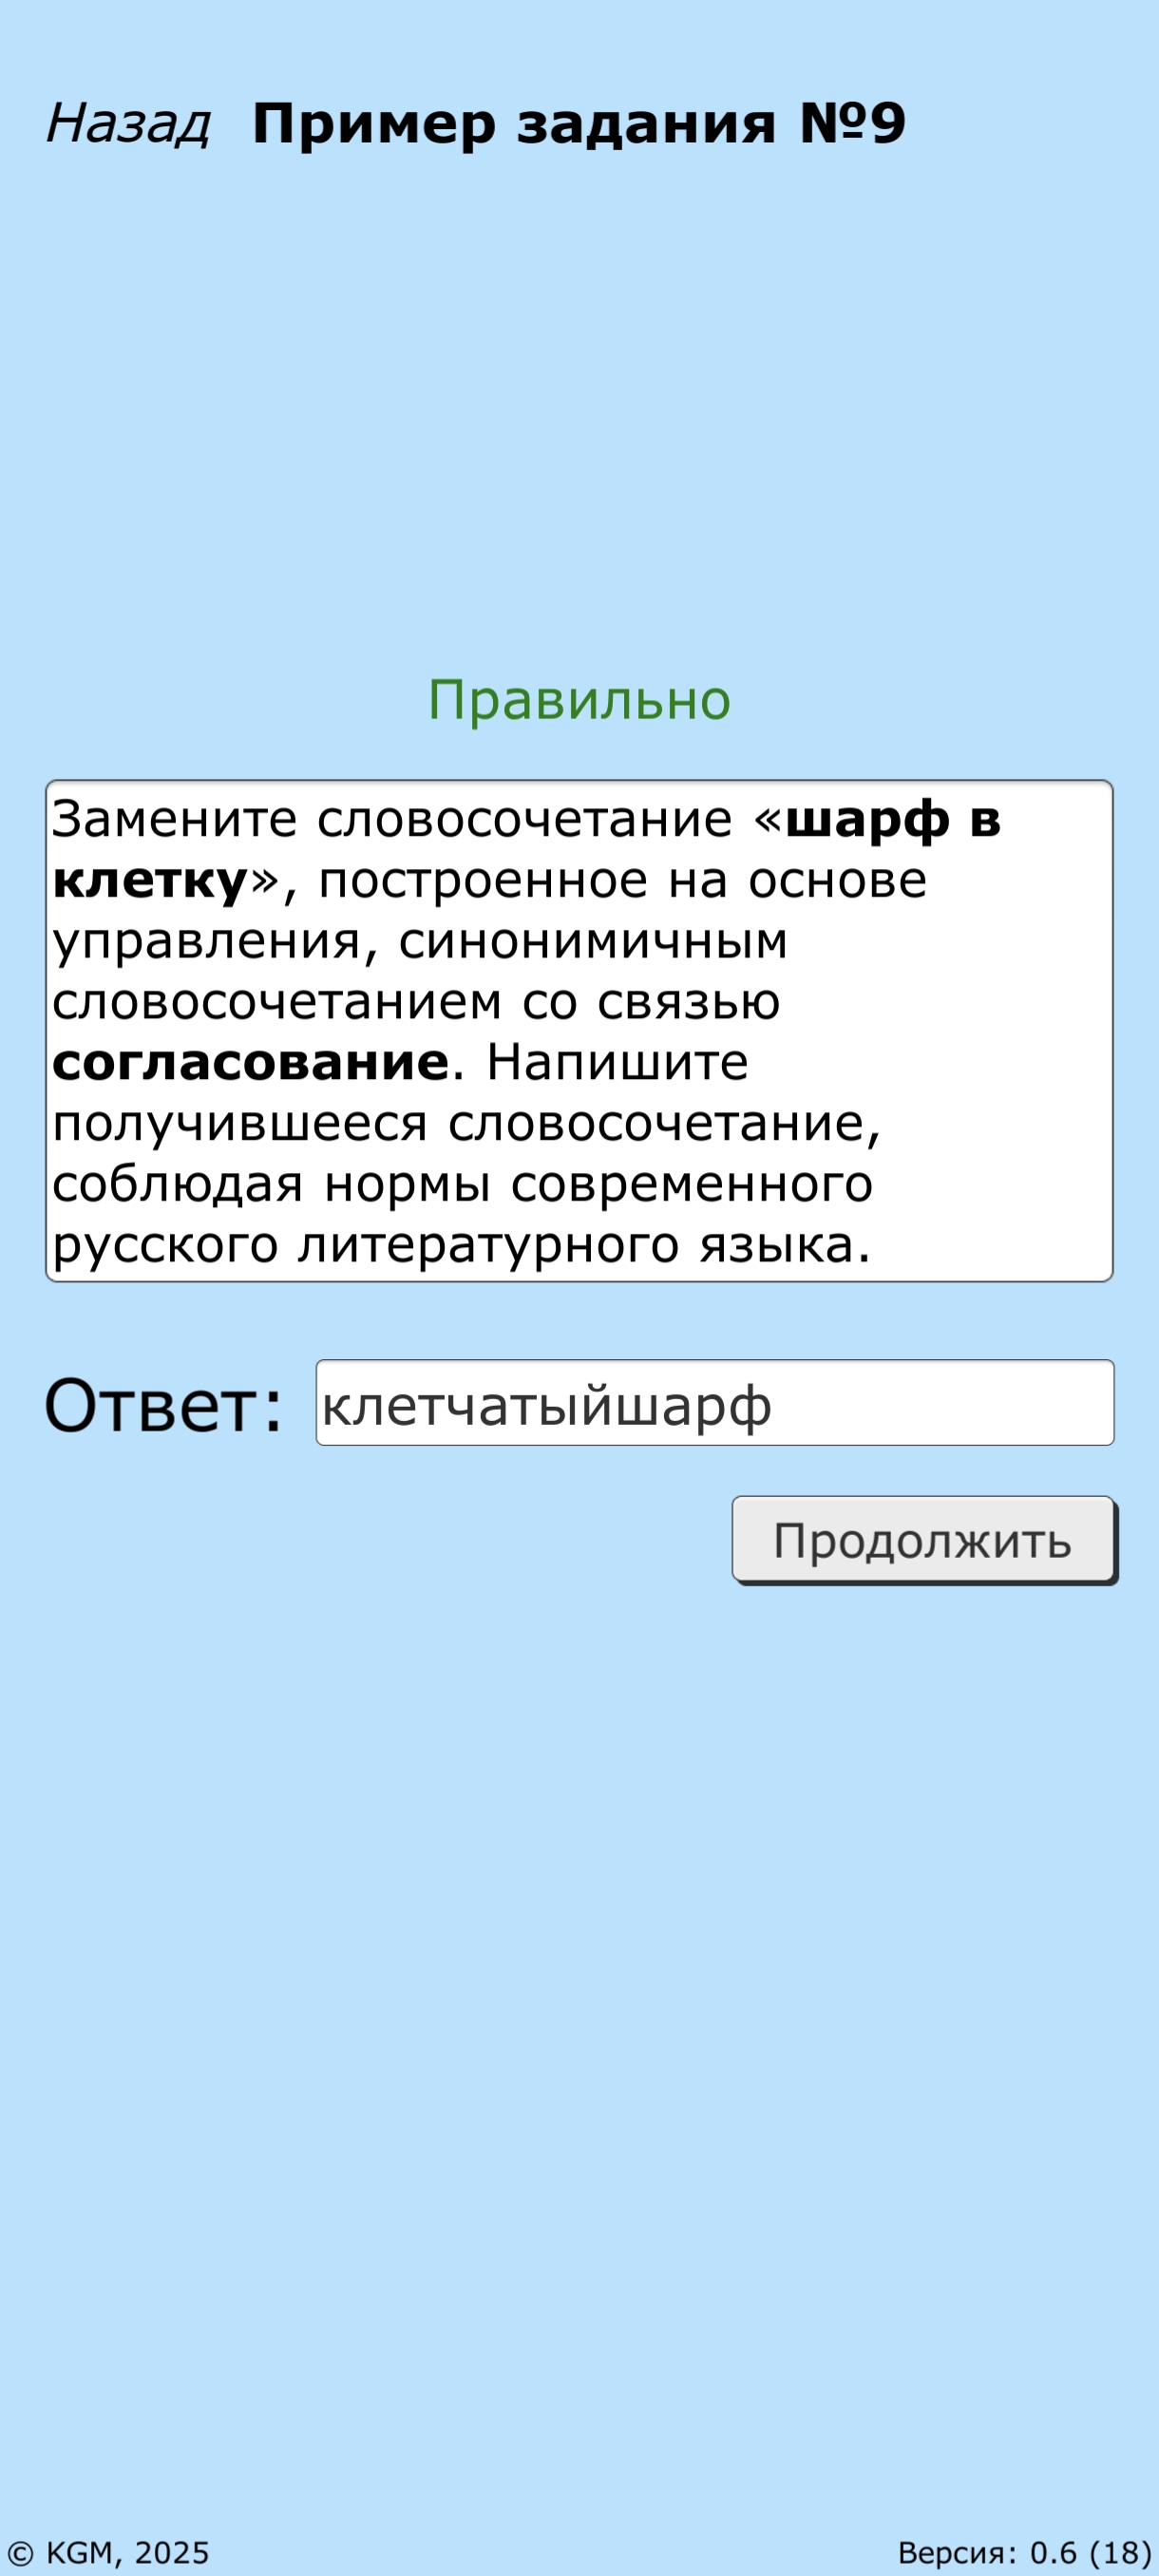 Назад Пример задания №9
Правильно
Замените словосочетание «шарф в
клетку», построенное на основе
управления, синонимичным
словосочетанием со связью
согласование. Напишите
получившееся словосочетание,
соблюдая нормы современного
русского литературного языка.
Ответ: клетчатыйшарф
Продолжить
© KGM, 2025 Версия: 0.6 (18)